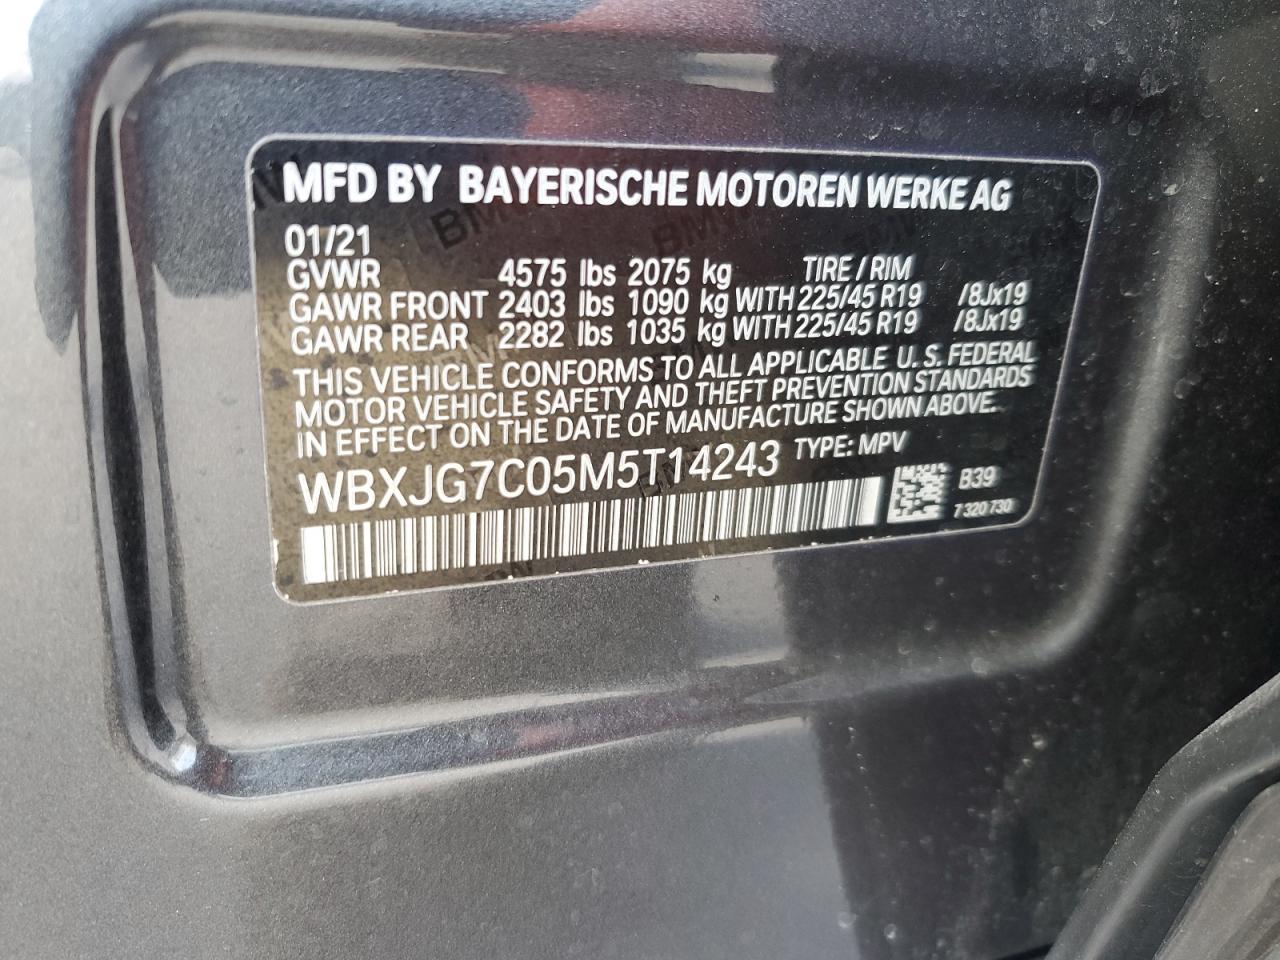 MFD BY BAYERISCHE MOTOREN WERKE AG
01/21
GVWR 4575 lbs 2075 kg TIRE / RIM
GAWR FRONT 2403 lbs 1090 kg WITH 225/45 R19 /8Jx19
GAWR REAR 2282 lbs 1035 kg WITH 225/45 R19 /8Jx19
THIS VEHICLE CONFORMS TO ALL APPLICABLE U.S. FEDERAL
MOTOR VEHICLE SAFETY AND THEFT PREVENTION STANDARDS
IN EFFECT ON THE DATE OF MANUFACTURE SHOWN ABOVE.
WBXJG7C05M5T14243 TYPE: MPV
B39
7 320 730